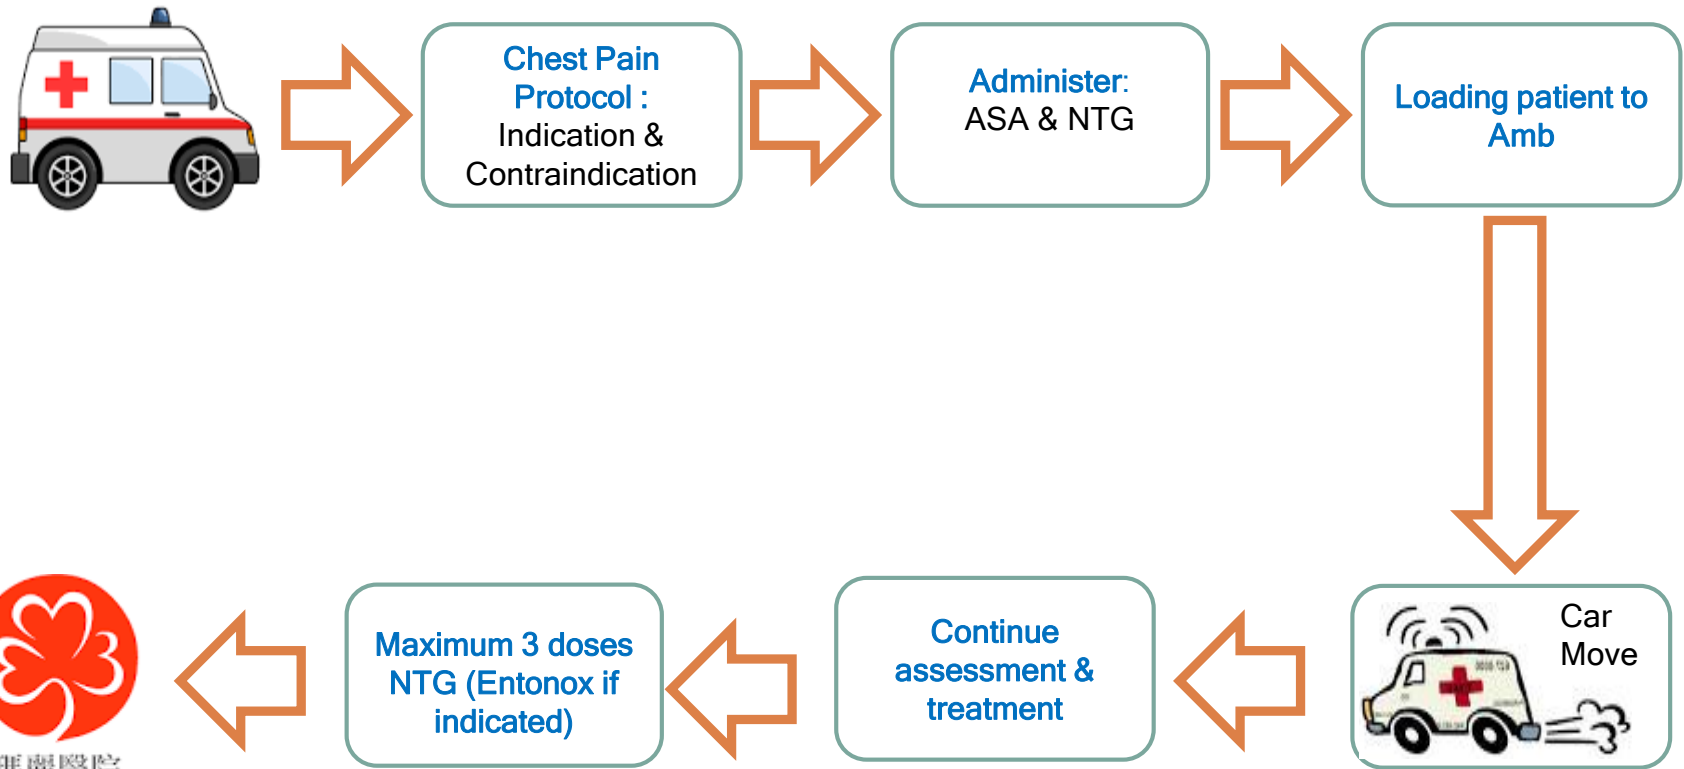 Chest Pain
Protocol :
Indication &
Contraindication
Administer:
ASA & NTG
Loading patient to
Amb
Car
Move
Continue
assessment &
treatment
Maximum 3 doses
NTG (Entonox if
indicated)